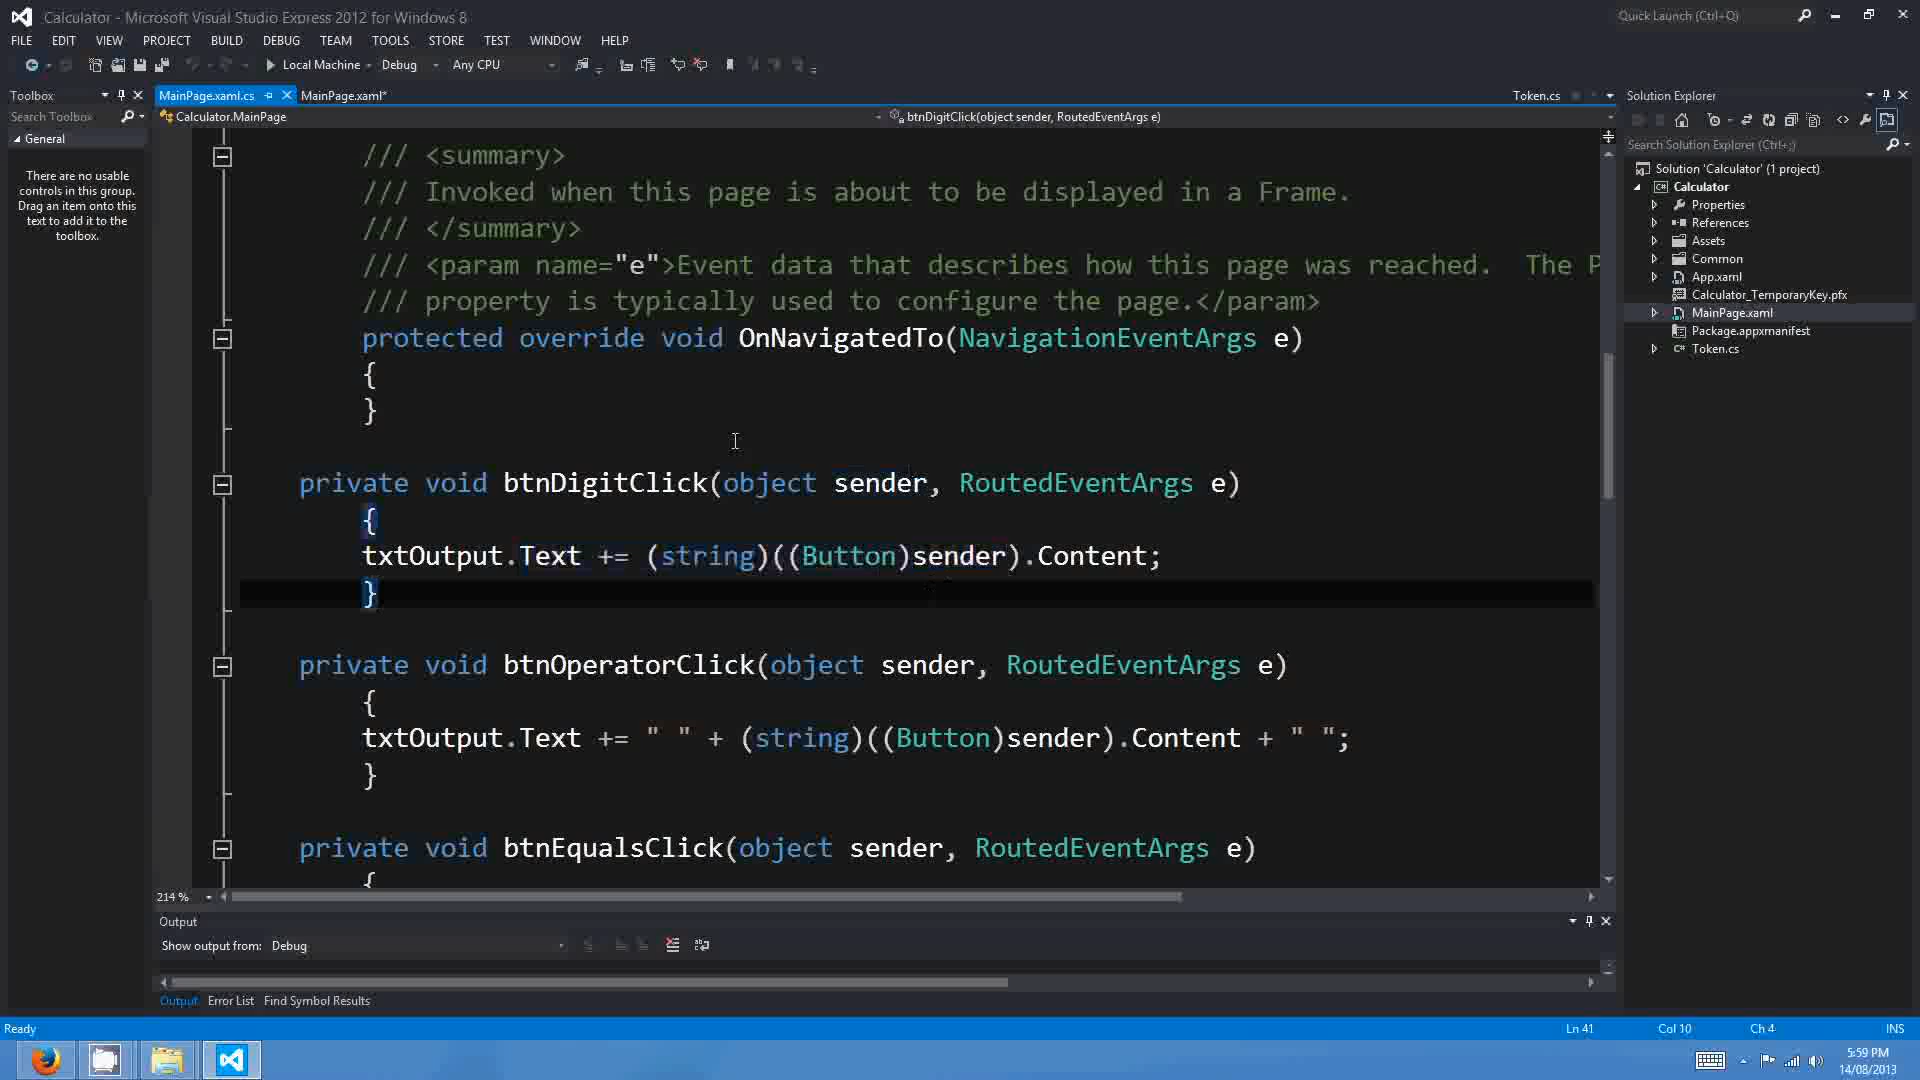 Calculator - Microsoft Visual Studio Express 2012 for Windows 8
Quick Launch (Ctrl+Q)
FILE EDIT VIEW PROJECT BUILD DEBUG TEAM TOOLS STORE TEST WINDOW HELP
Local Machine Debug Any CPU
Toolbox
MainPage.xaml.cs MainPage.xaml* Token.cs
Solution Explorer
Search Toolbox
Calculator.MainPage btnDigitClick(object sender, RoutedEventArgs e)
General
There are no usable
controls in this group.
Drag an item onto this
text to add it to the
toolbox.
/// <summary>
/// Invoked when this page is about to be displayed in a Frame.
/// </summary>
/// <param name="e">Event data that describes how this page was reached.  The P
/// property is typically used to configure the page.</param>
protected override void OnNavigatedTo(NavigationEventArgs e)
{
}
private void btnDigitClick(object sender, RoutedEventArgs e)
{
txtOutput.Text += (string)((Button)sender).Content;
}
private void btnOperatorClick(object sender, RoutedEventArgs e)
{
txtOutput.Text += " " + (string)((Button)sender).Content + " ";
}
private void btnEqualsClick(object sender, RoutedEventArgs e)
{
214 %
Search Solution Explorer (Ctrl+;)
Solution 'Calculator' (1 project)
Calculator
Properties
References
Assets
Common
App.xaml
Calculator_TemporaryKey.pfx
MainPage.xaml
Package.appxmanifest
Token.cs
Output
Show output from: Debug
Output Error List Find Symbol Results
Ready Ln 41 Col 10 Ch 4 INS
5:59 PM
14/08/2013